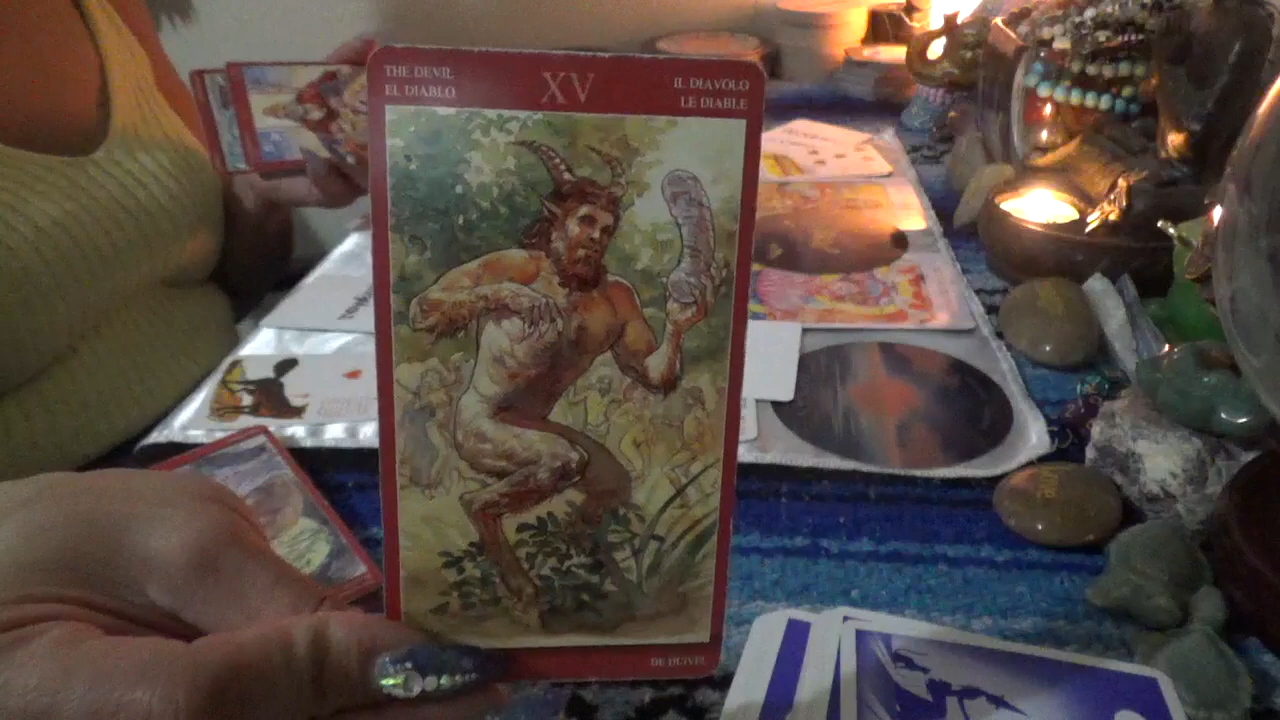 THE DEVIL
EL DIABLO
XV
IL DIAVOLO
LE DIABLE
DE DUIVEL